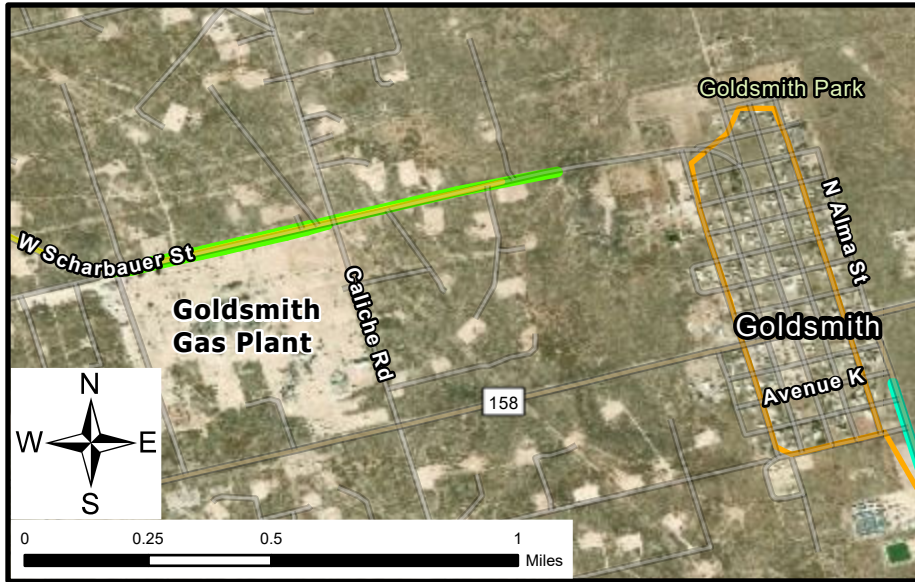 Goldsmith Park
W Scharbauer St
N Alma St
Goldsmith
Gas Plant
Caliche Rd
Goldsmith
158
Avenue K
N
W E
S
0 0.25 0.5 1
Miles